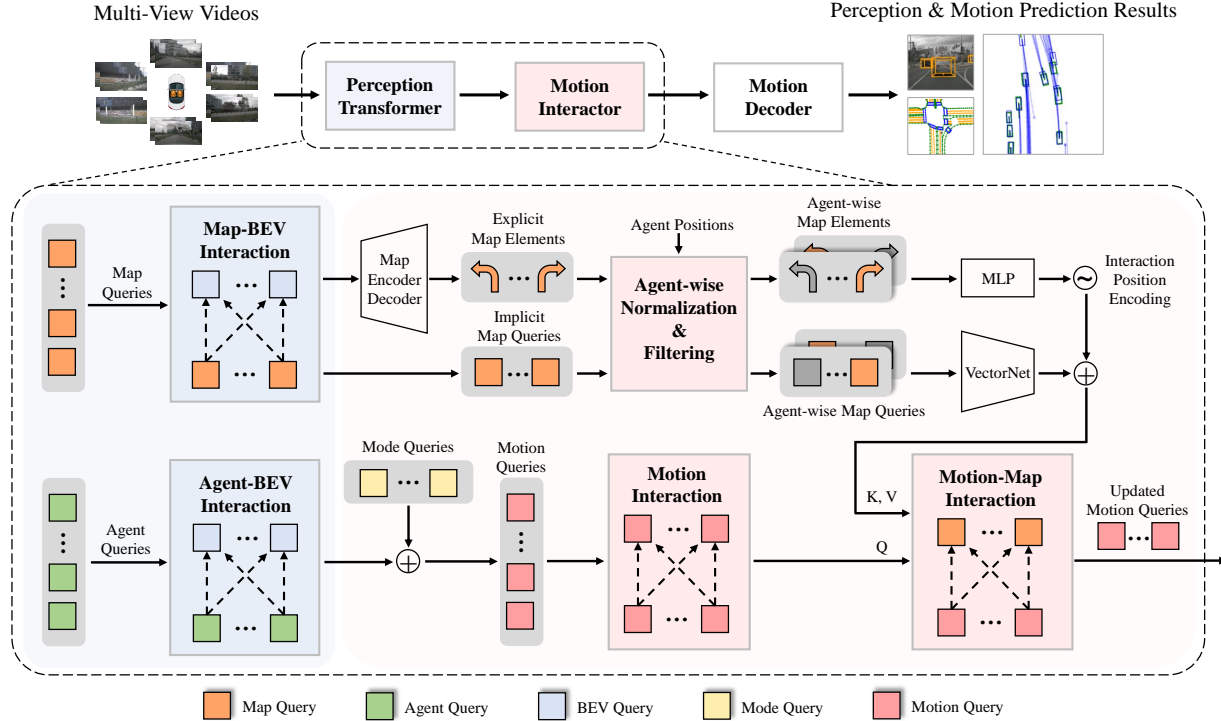 Multi-View Videos
Perception & Motion Prediction Results
Perception
Transformer
Motion
Interactor
Motion
Decoder
Map
Queries
Map-BEV
Interaction
Map
Encoder
Decoder
Explicit
Map Elements
Implicit
Map Queries
Agent Positions
Agent-wise
Normalization
&
Filtering
Agent-wise
Map Elements
Agent-wise Map Queries
MLP
VectorNet
Interaction
Position
Encoding
Agent
Queries
Agent-BEV
Interaction
Mode Queries
Motion
Queries
Motion
Interaction
K, V
Q
Motion-Map
Interaction
Updated
Motion Queries
Map Query
Agent Query
BEV Query
Mode Query
Motion Query